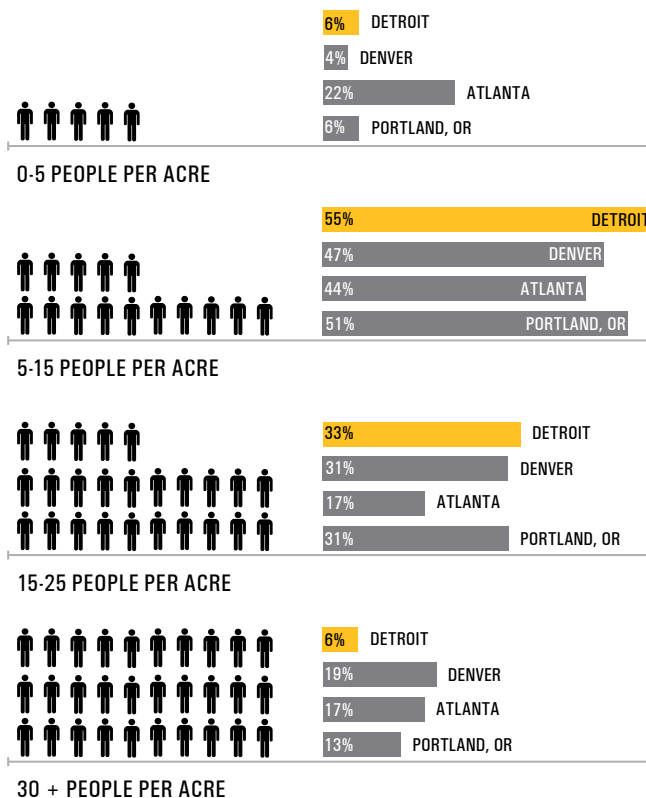 6% DETROIT
4% DENVER
22% ATLANTA
6% PORTLAND, OR
0-5 PEOPLE PER ACRE
55% DETROIT
47% DENVER
44% ATLANTA
51% PORTLAND, OR
5-15 PEOPLE PER ACRE
33% DETROIT
31% DENVER
17% ATLANTA
31% PORTLAND, OR
15-25 PEOPLE PER ACRE
6% DETROIT
19% DENVER
17% ATLANTA
13% PORTLAND, OR
30 + PEOPLE PER ACRE